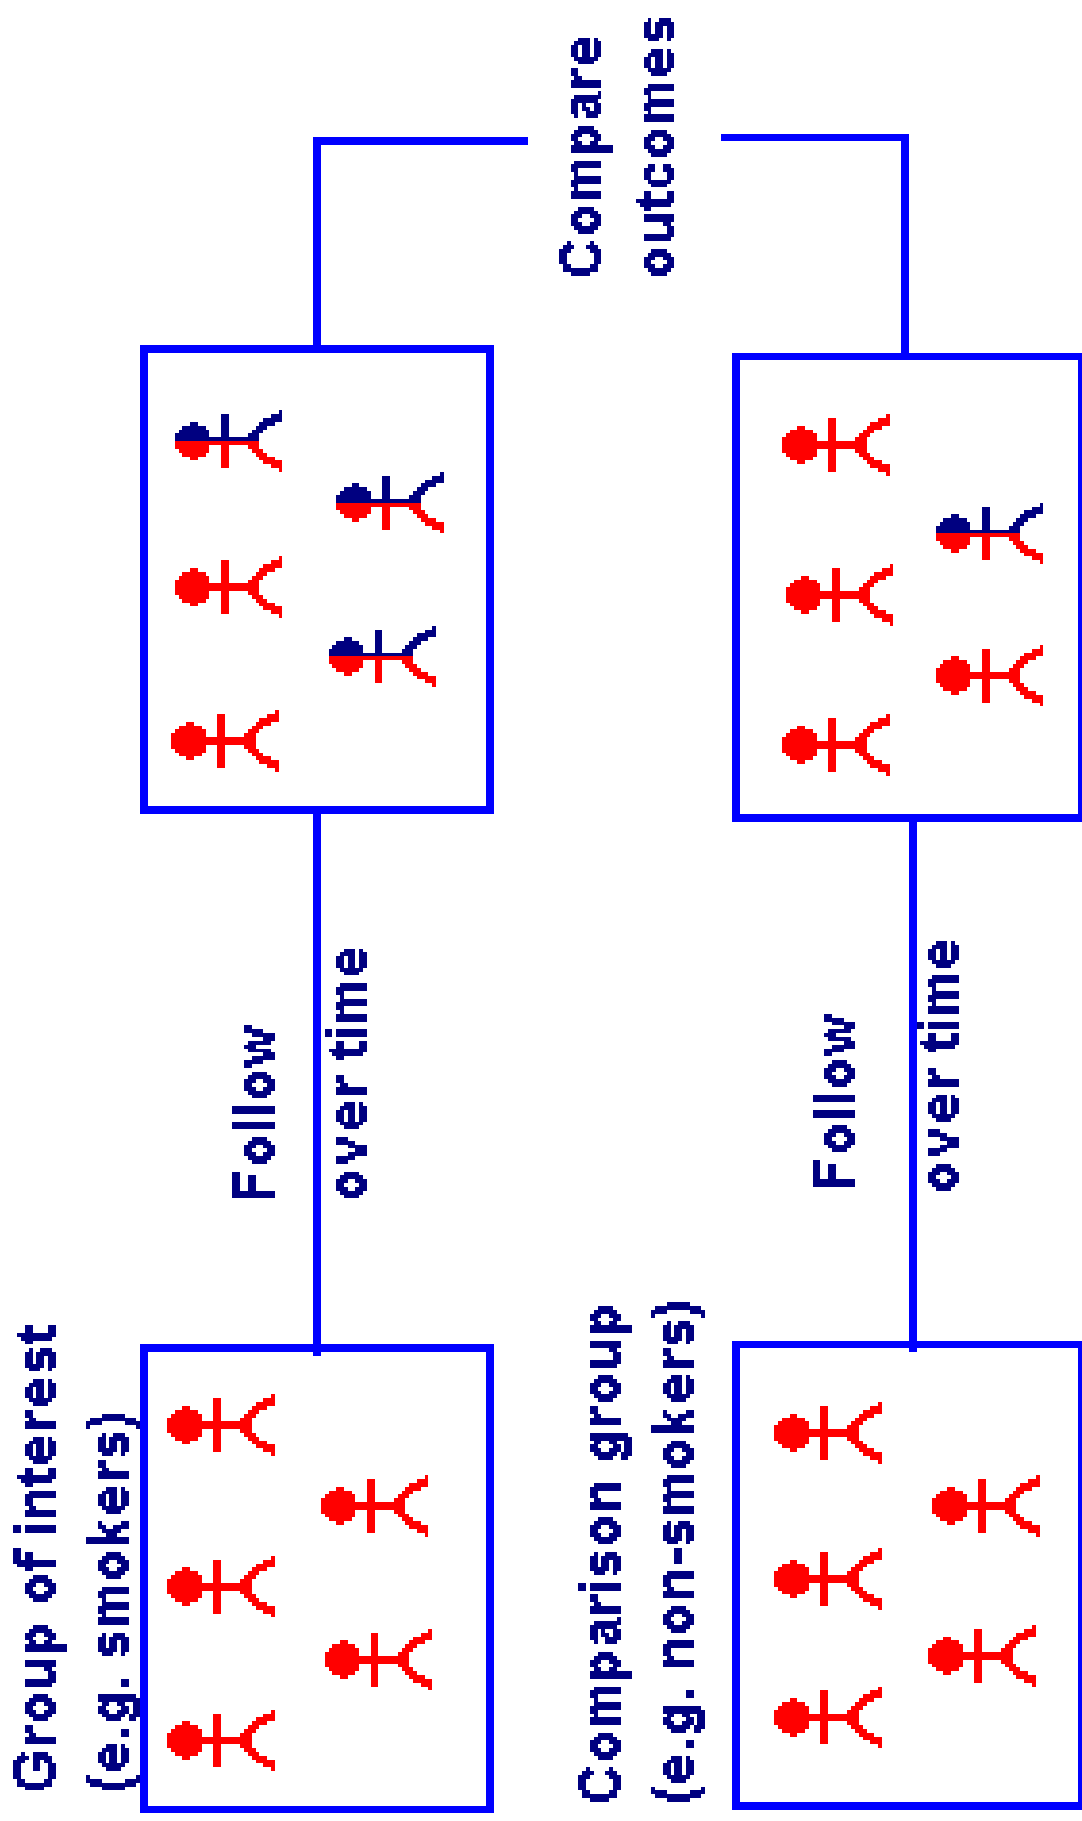 Group of interest
(e.g. smokers)
Follow
over time
Compare
outcomes
Comparison group
(e.g. non-smokers)
Follow
over time